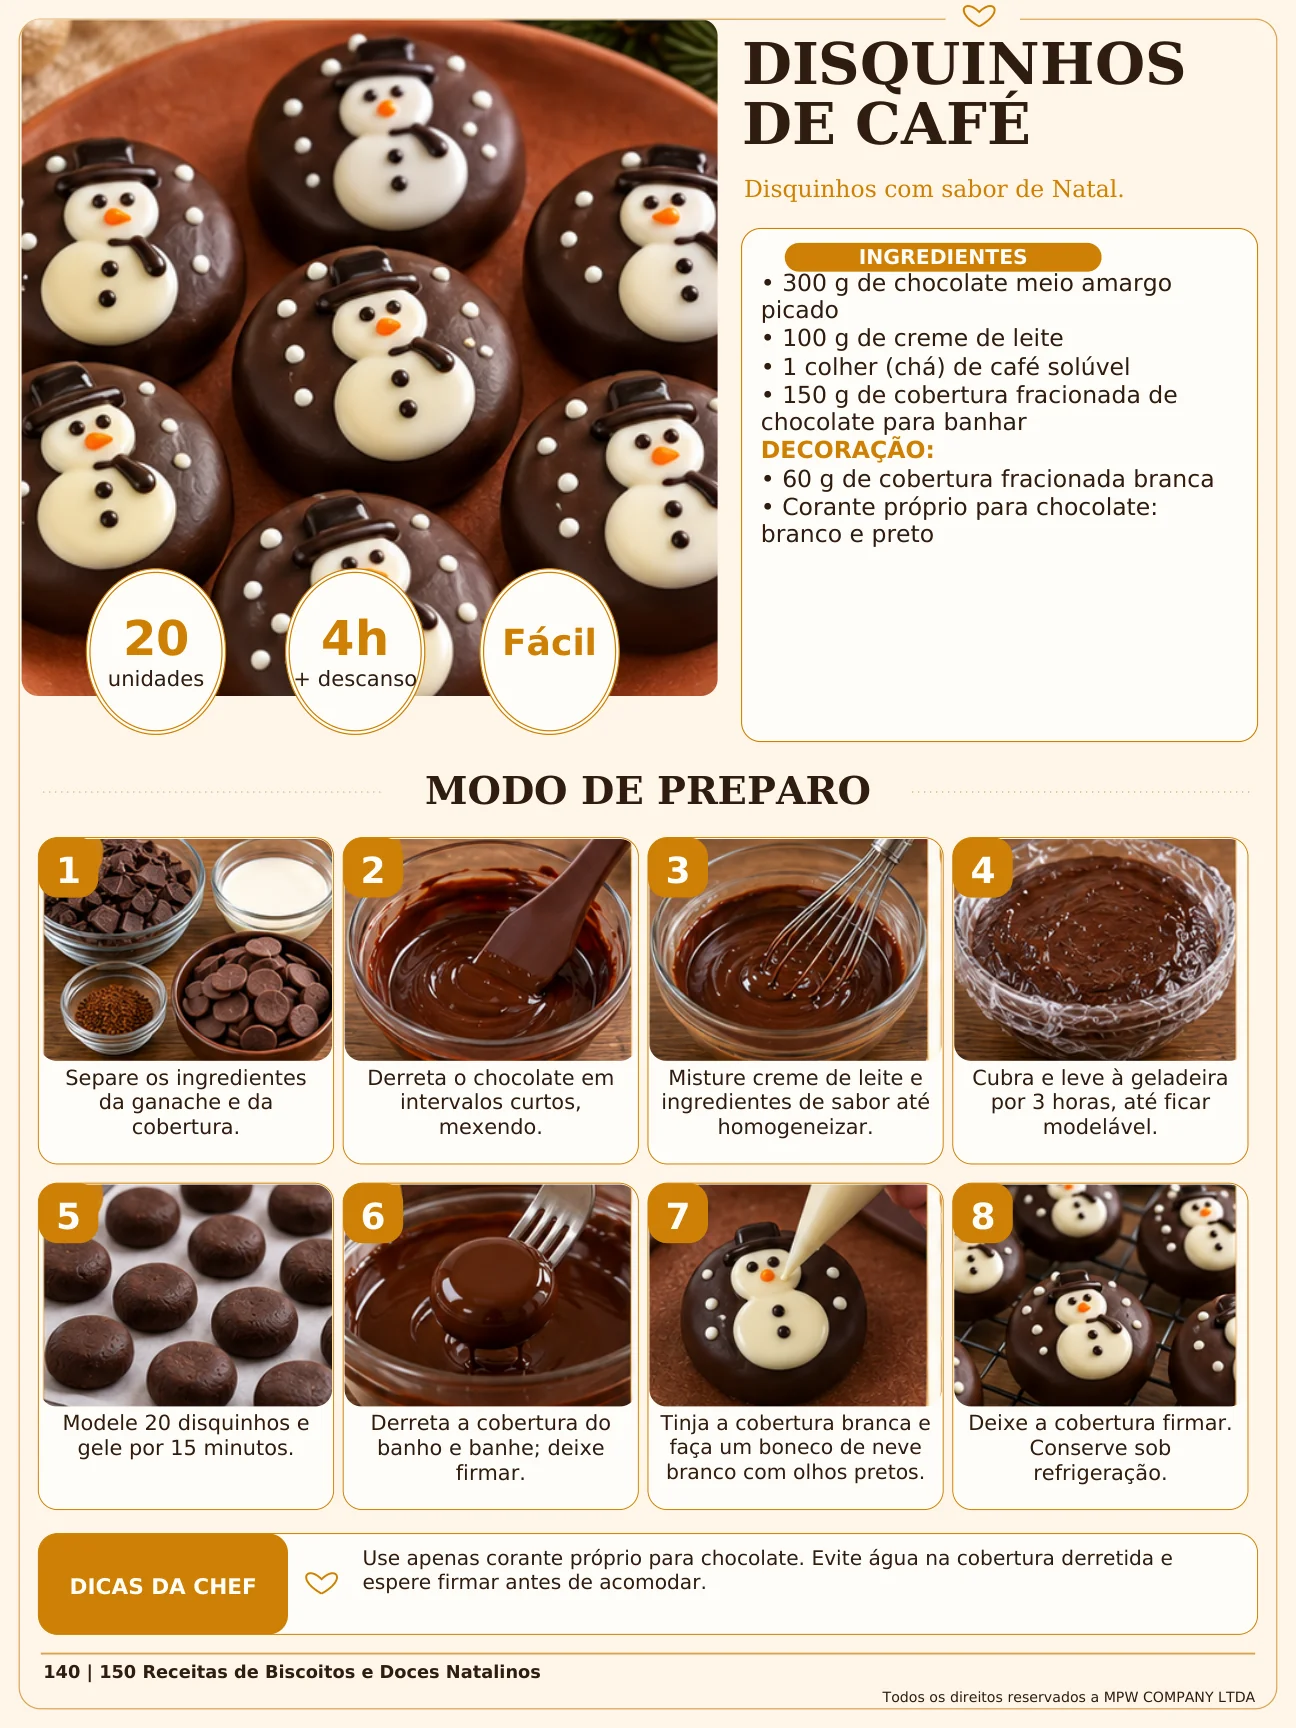 DISQUINHOS
DE CAFÉ
Disquinhos com sabor de Natal.
INGREDIENTES
• 300 g de chocolate meio amargo
picado
• 100 g de creme de leite
• 1 colher (chá) de café solúvel
• 150 g de cobertura fracionada de
chocolate para banhar
DECORAÇÃO:
• 60 g de cobertura fracionada branca
• Corante próprio para chocolate:
branco e preto
20
unidades
4h
+ descanso
Fácil
MODO DE PREPARO
1
Separe os ingredientes
da ganache e da
cobertura.
2
Derreta o chocolate em
intervalos curtos,
mexendo.
3
Misture creme de leite e
ingredientes de sabor até
homogeneizar.
4
Cubra e leve à geladeira
por 3 horas, até ficar
modelável.
5
Modele 20 disquinhos e
gele por 15 minutos.
6
Derreta a cobertura do
banho e banhe; deixe
firmar.
7
Tinja a cobertura branca e
faça um boneco de neve
branco com olhos pretos.
8
Deixe a cobertura firmar.
Conserve sob
refrigeração.
DICAS DA CHEF
Use apenas corante próprio para chocolate. Evite água na cobertura derretida e
espere firmar antes de acomodar.
140 | 150 Receitas de Biscoitos e Doces Natalinos
Todos os direitos reservados a MPW COMPANY LTDA